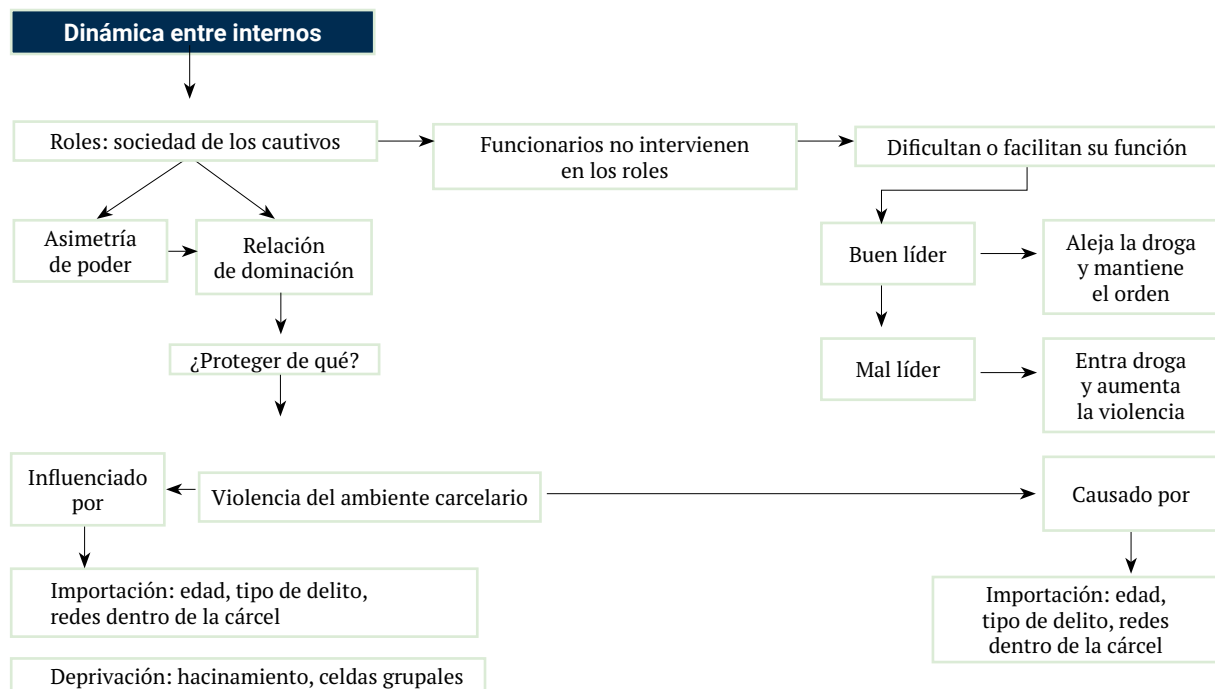 Dinámica entre internos
Roles: sociedad de los cautivos
Funcionarios no intervienen
en los roles
Dificultan o facilitan su función
Asimetría
de poder
Relación
de dominación
Buen líder
Aleja la droga
y mantiene
el orden
¿Proteger de qué?
Mal líder
Entra droga
y aumenta
la violencia
Influenciado
por
Violencia del ambiente carcelario
Causado por
Importación: edad, tipo de delito,
redes dentro de la cárcel
Importación: edad,
tipo de delito, redes
dentro de la cárcel
Deprivación: hacinamiento, celdas grupales